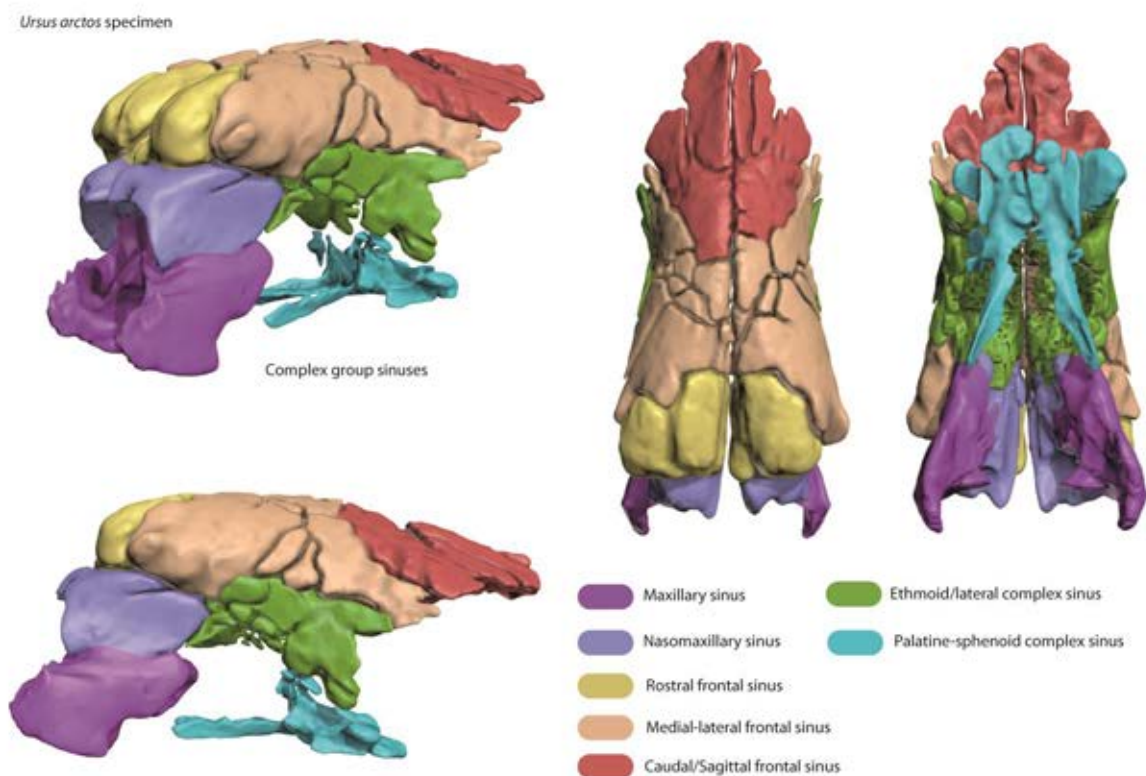 Ursus arctos specimen
Complex group sinuses
Maxillary sinus
Nasomaxillary sinus
Rostral frontal sinus
Medial-lateral frontal sinus
Caudal/Sagittal frontal sinus
Ethmoid/lateral complex sinus
Palatine-sphenoid complex sinus